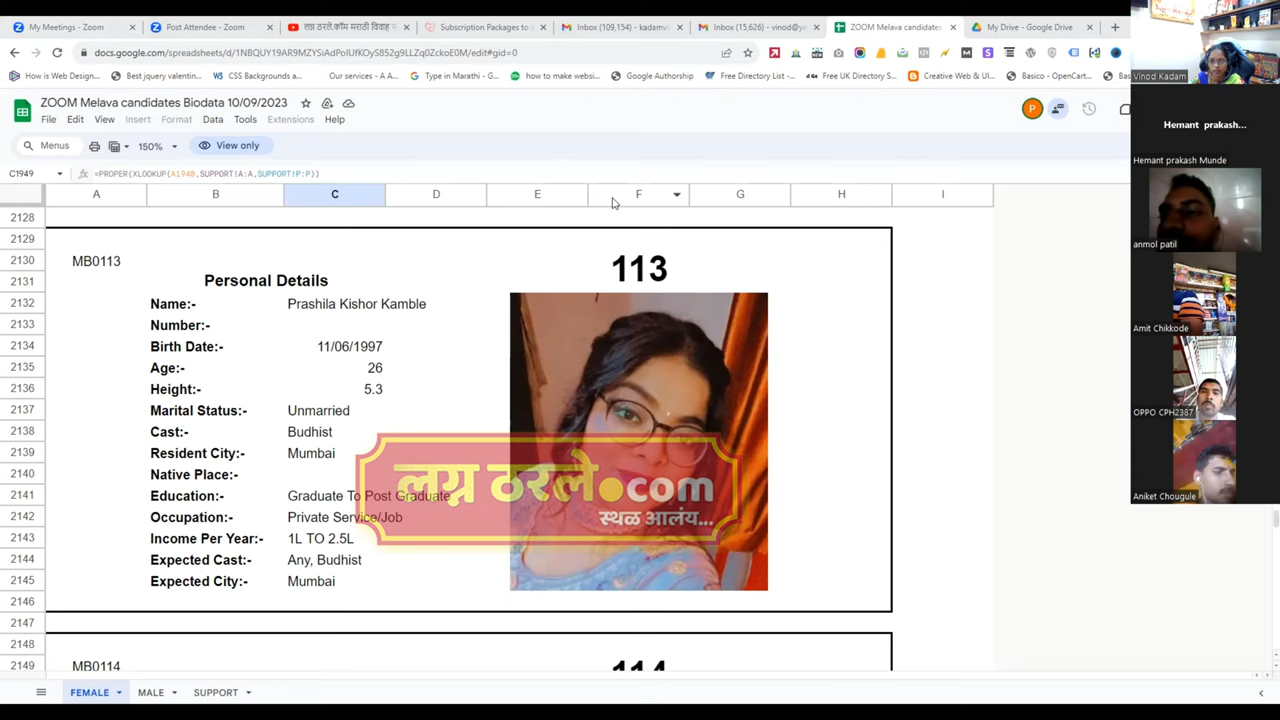 My Meetings - Zoom
Post Attendee - Zoom
लग्न ठरले.कॉम मराठी विवाह
Subscription Packages to
Inbox (109,154) - kadamvi
Inbox (15,626) - vinod@ye
ZOOM Melava candidates
My Drive - Google Drive
docs.google.com/spreadsheets/d/1NBQUY19AR9MZYSiAdPolUfKOyS852g9LLZq0ZckoE0M/edit#gid=0
How is Web Design...
Best jquery valentin...
CSS Backgrounds a...
Our services - A A...
Type in Marathi - G...
how to make websi...
Google Authorship
Free Directory List -...
Free UK Directory S...
Creative Web & UI...
Basico - OpenCart...
ZOOM Melava candidates Biodata 10/09/2023
File Edit View Insert Format Data Tools Extensions Help
Menus 150% View only
C1949 =PROPER(XLOOKUP(A1940,SUPPORT!A:A,SUPPORT!P:P))
A B C D E F G H I
2128
2129
2130 MB0113 113
2131 Personal Details
2132 Name:- Prashila Kishor Kamble
2133 Number:-
2134 Birth Date:- 11/06/1997
2135 Age:- 26
2136 Height:- 5.3
2137 Marital Status:- Unmarried
2138 Cast:- Budhist
2139 Resident City:- Mumbai
2140 Native Place:-
2141 Education:- Graduate To Post Graduate
2142 Occupation:- Private Service/Job
2143 Income Per Year:- 1L TO 2.5L
2144 Expected Cast:- Any, Budhist
2145 Expected City:- Mumbai
2146
2147
2148
2149 MB0114 114
लग्न ठरले.com
स्थळ आलंय...
FEMALE MALE SUPPORT
Vinod Kadam
Hemant prakash...
Hemant prakash Munde
anmol patil
Amit Chikkode
OPPO CPH2387
Aniket Chougule